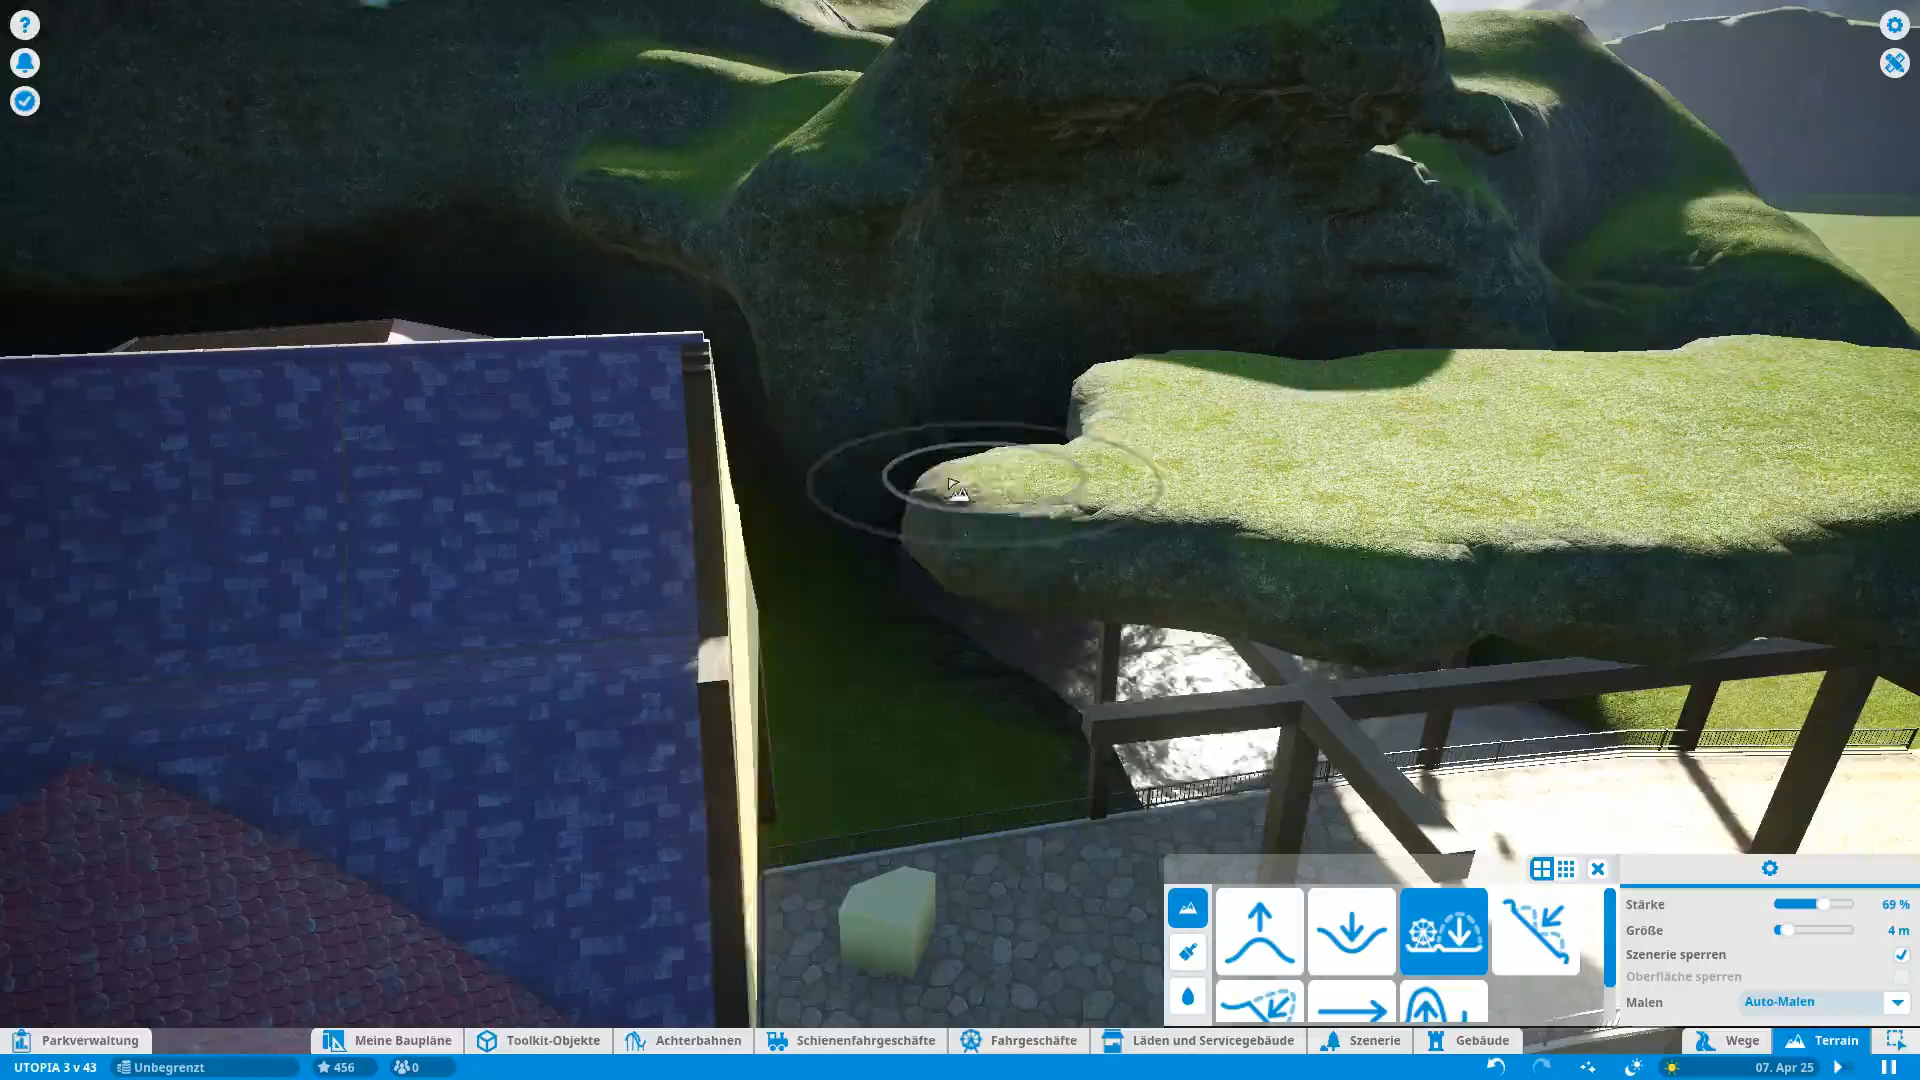 ?
Stärke 69 %
Größe 4 m
Szenerie sperren
Oberfläche sperren
Malen Auto-Malen
Parkverwaltung Meine Baupläne Toolkit-Objekte Achterbahnen Schienenfahrgeschäfte Fahrgeschäfte Läden und Servicegebäude Szenerie Gebäude Wege Terrain
UTOPIA 3 v 43 Unbegrenzt 456 0 07. Apr 25